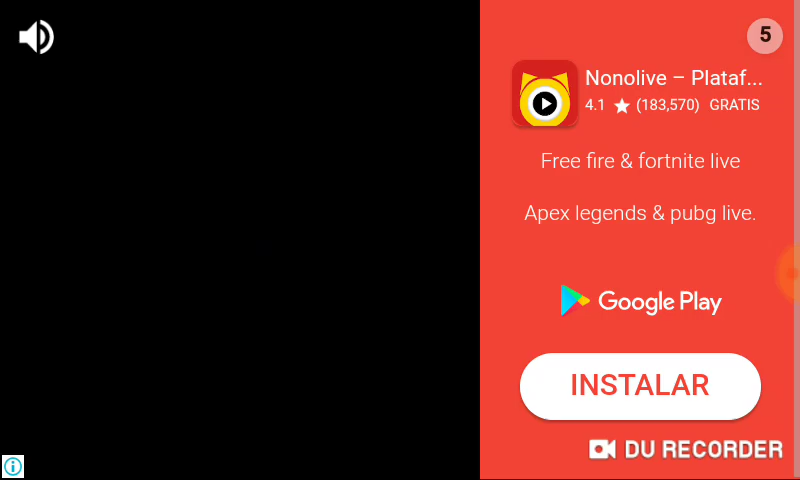 5
Nonolive – Plataf...
4.1 ★ (183,570) GRATIS
Free fire & fortnite live
Apex legends & pubg live.
Google Play
INSTALAR
DU RECORDER